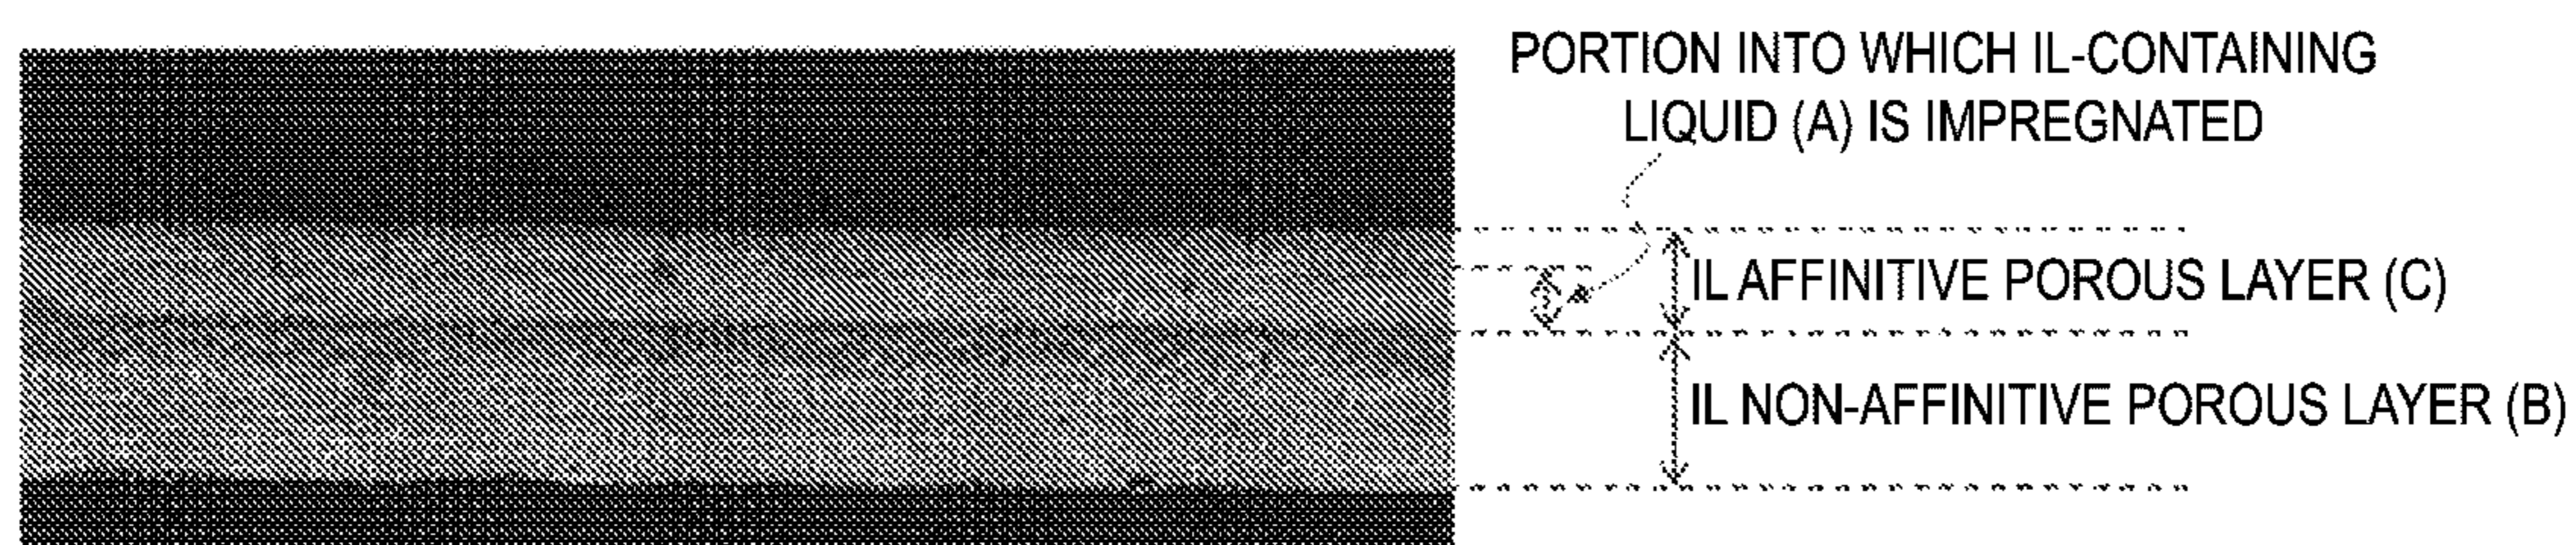 PORTION INTO WHICH IL-CONTAINING
LIQUID (A) IS IMPREGNATED
IL AFFINITIVE POROUS LAYER (C)
IL NON-AFFINITIVE POROUS LAYER (B)